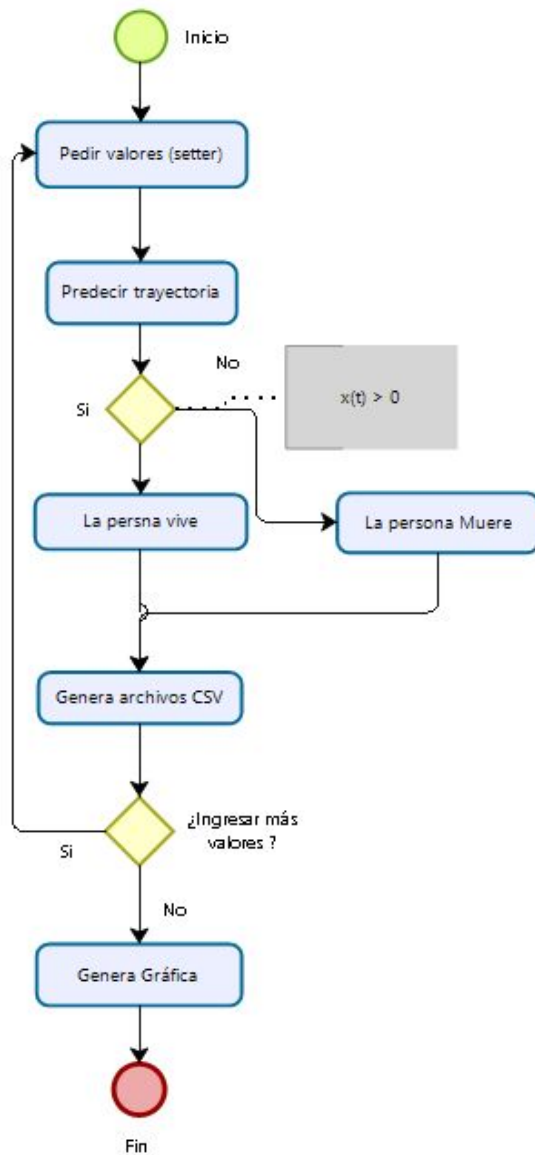 Inicio
Pedir valores (setter)
Predecir trayectoria
No
x(t) > 0
Si
La persna vive
La persona Muere
Genera archivos CSV
¿Ingresar más
valores ?
Si
No
Genera Gráfica
Fin